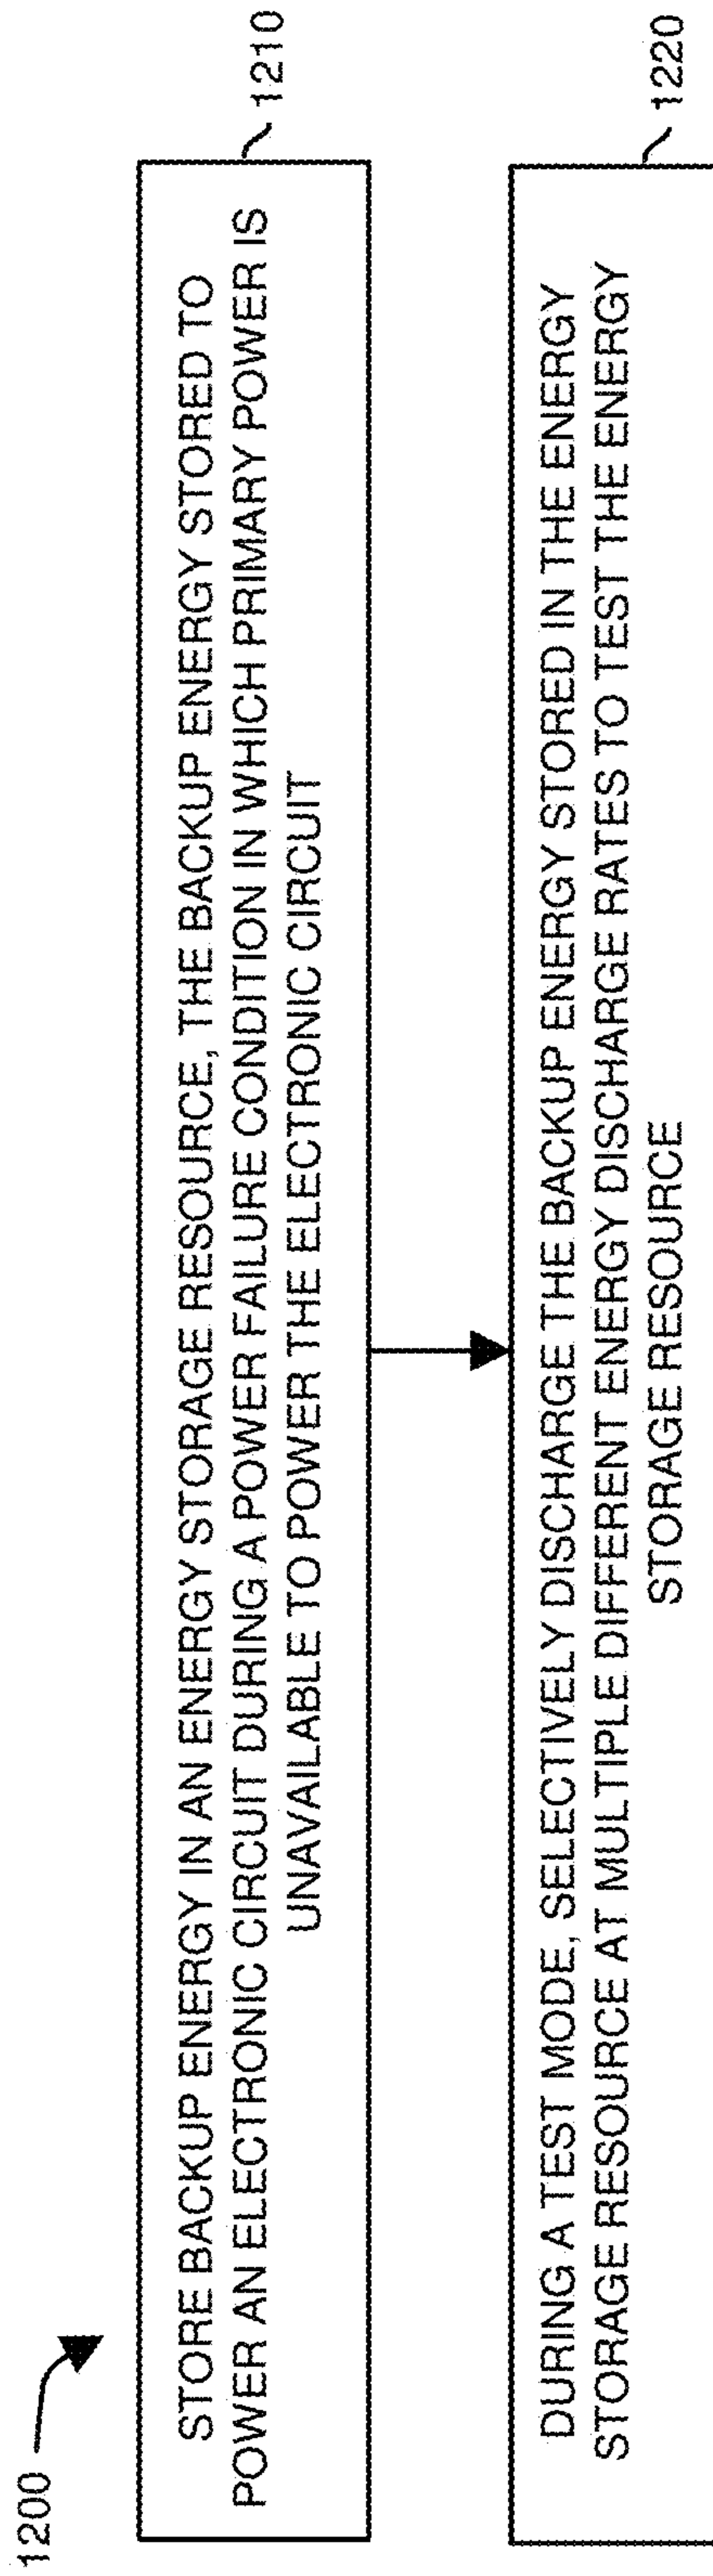 1200
STORE BACKUP ENERGY IN AN ENERGY STORAGE RESOURCE, THE BACKUP ENERGY STORED TO
POWER AN ELECTRONIC CIRCUIT DURING A POWER FAILURE CONDITION IN WHICH PRIMARY POWER IS
UNAVAILABLE TO POWER THE ELECTRONIC CIRCUIT
1210
DURING A TEST MODE, SELECTIVELY DISCHARGE THE BACKUP ENERGY STORED IN THE ENERGY
STORAGE RESOURCE AT MULTIPLE DIFFERENT ENERGY DISCHARGE RATES TO TEST THE ENERGY
STORAGE RESOURCE
1220